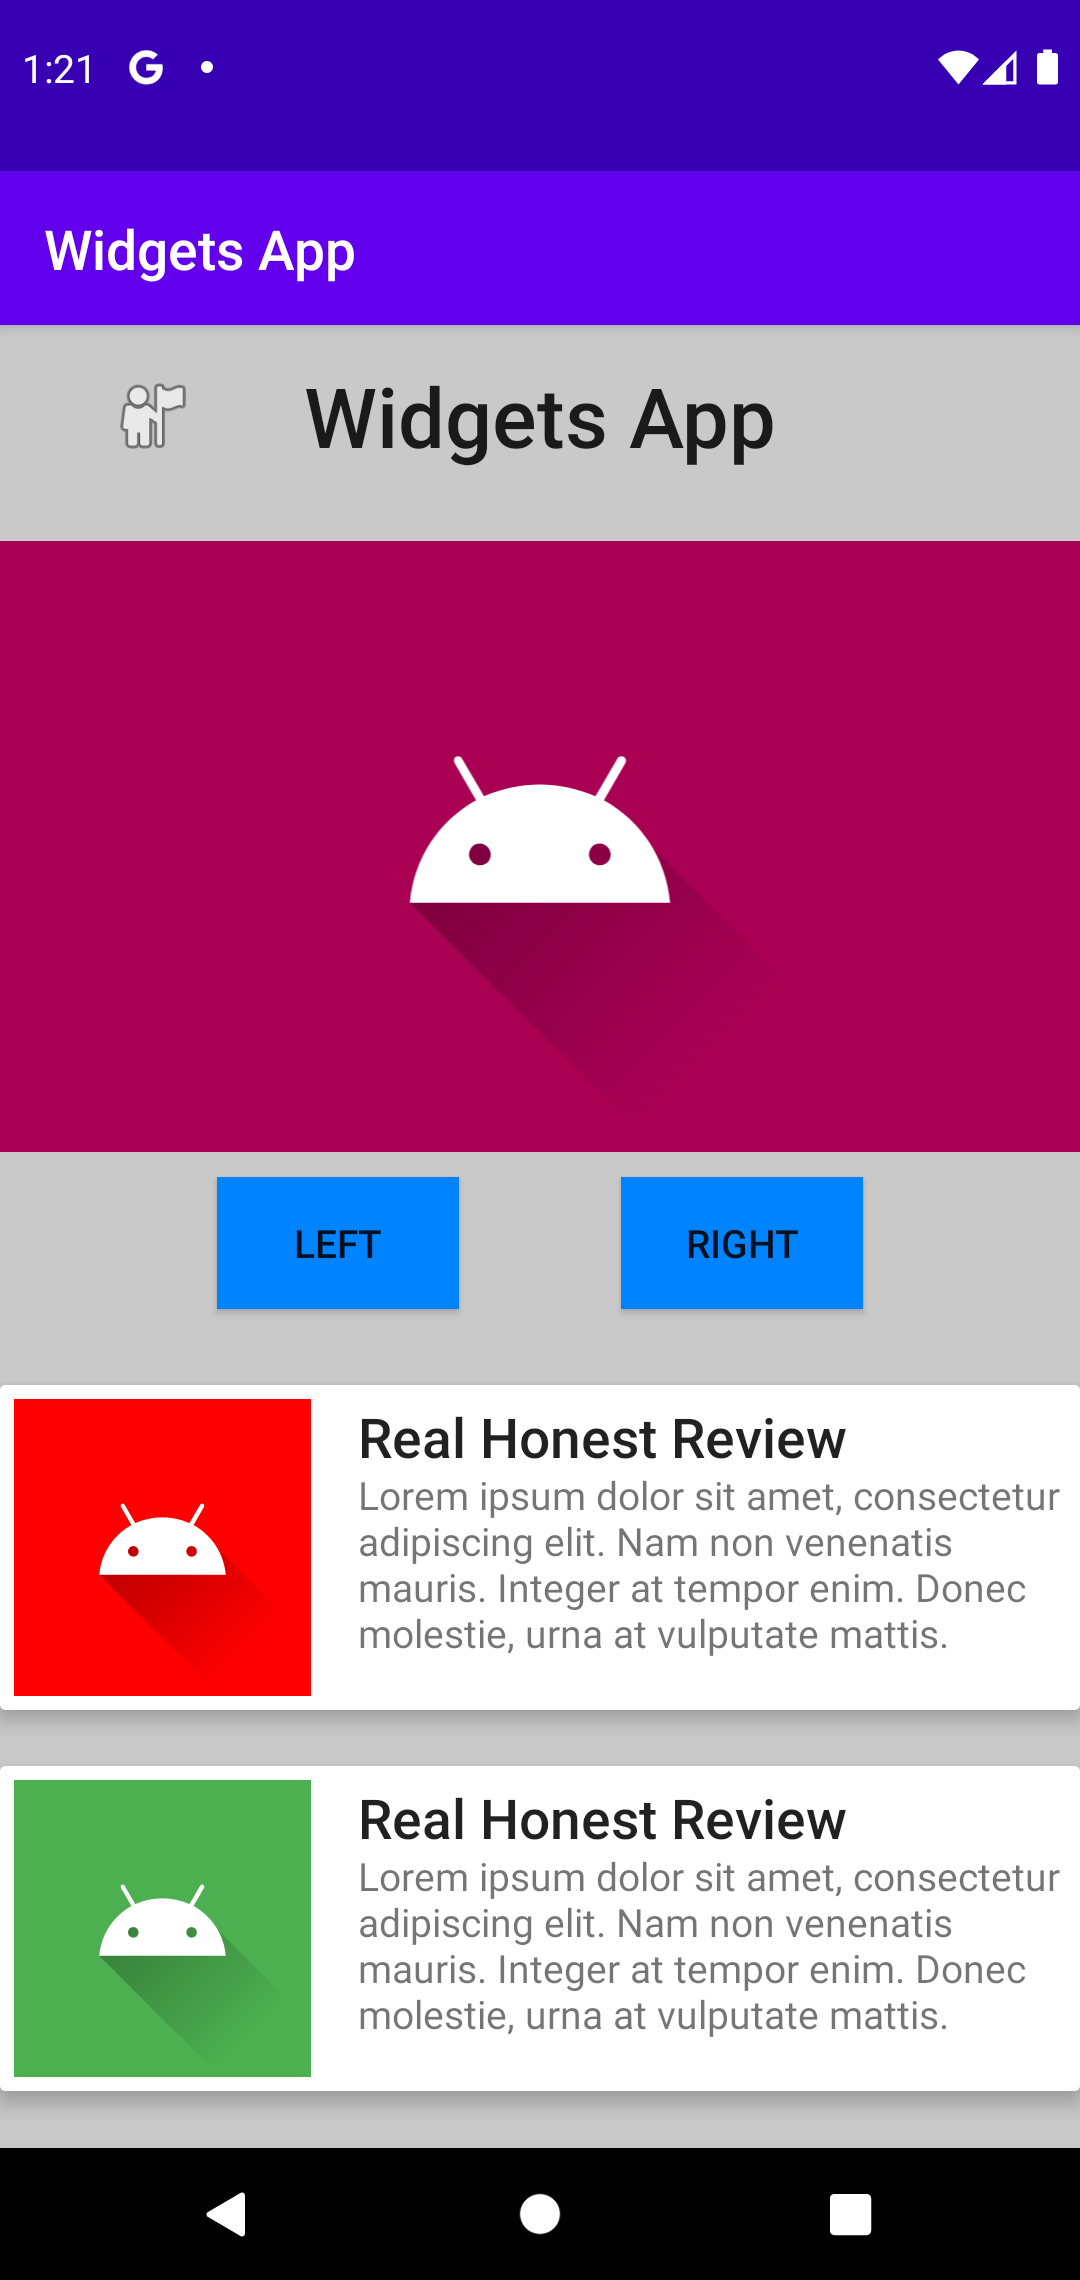 1:21
Widgets App
Widgets App
LEFT
RIGHT
Real Honest Review
Lorem ipsum dolor sit amet, consectetur
adipiscing elit. Nam non venenatis
mauris. Integer at tempor enim. Donec
molestie, urna at vulputate mattis.
Real Honest Review
Lorem ipsum dolor sit amet, consectetur
adipiscing elit. Nam non venenatis
mauris. Integer at tempor enim. Donec
molestie, urna at vulputate mattis.